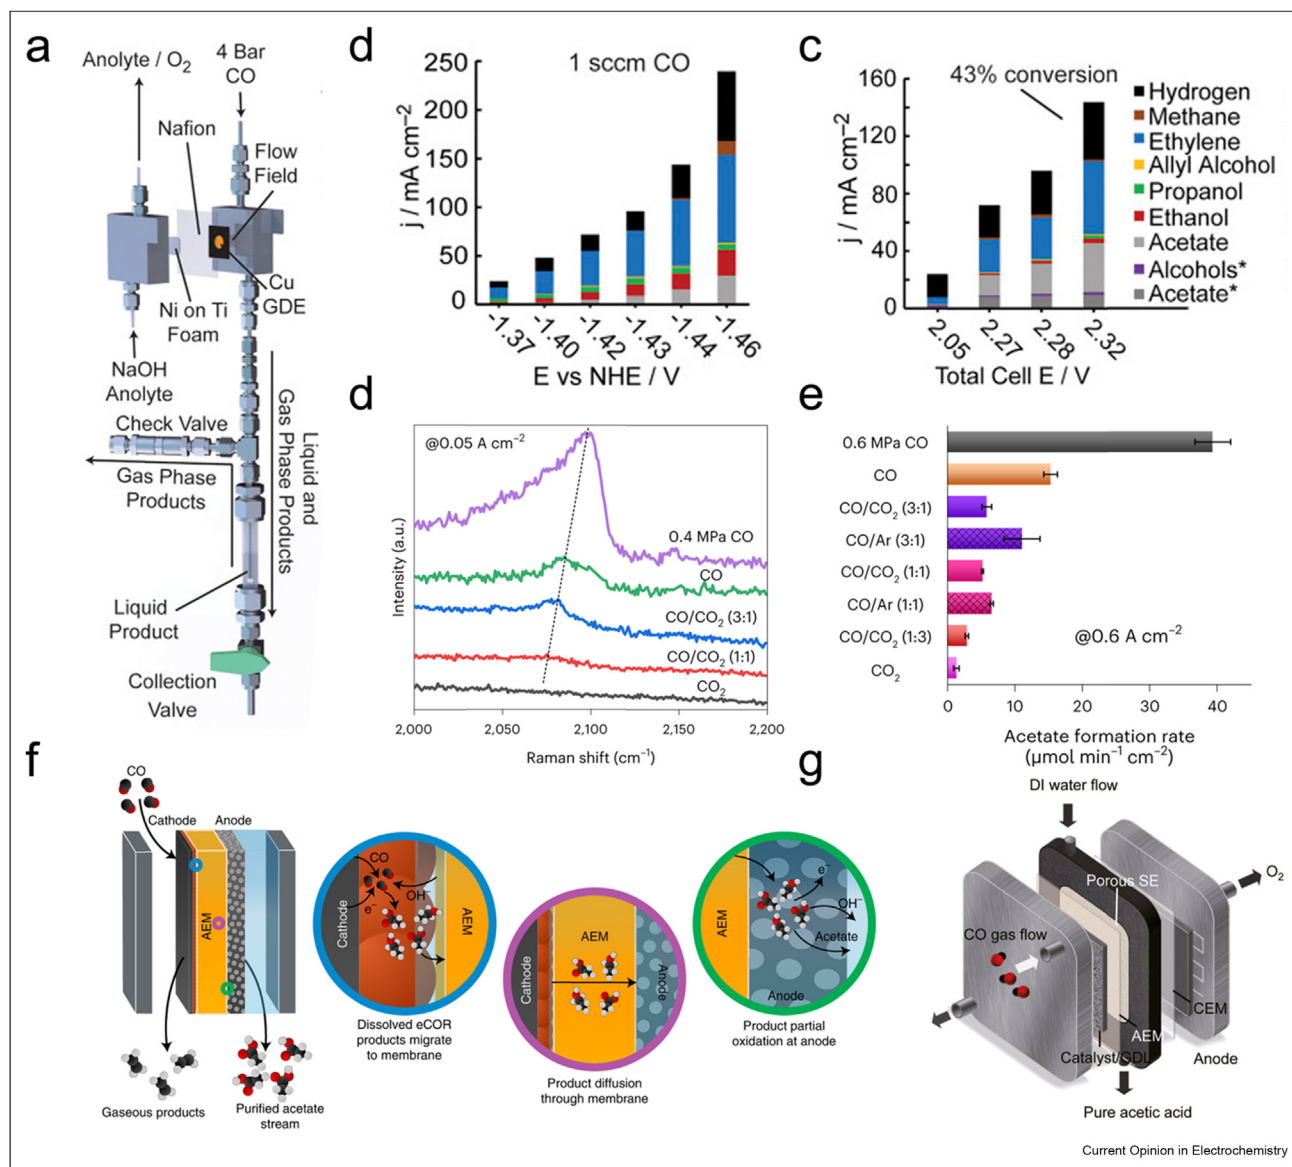 a
Anolyte / O2
4 Bar
CO
Nafion
Flow
Field
Cu
GDE
Ni on Ti
Foam
NaOH
Anolyte
Check Valve
Gas Phase
Products
Liquid and
Gas Phase Products
Liquid
Product
Collection
Valve
d
1 sccm CO
j / mA cm−2
250
200
150
100
50
0
-1.37
-1.40
-1.42
-1.43
-1.44
-1.46
E vs NHE / V
c
43% conversion
j / mA cm−2
160
120
80
40
0
2.05
2.27
2.28
2.32
Total Cell E / V
Hydrogen
Methane
Ethylene
Allyl Alcohol
Propanol
Ethanol
Acetate
Alcohols*
Acetate*
d
@0.05 A cm−2
Intensity (a.u.)
0.4 MPa CO
CO
CO/CO2 (3:1)
CO/CO2 (1:1)
CO2
2,000
2,050
2,100
2,150
2,200
Raman shift (cm−1)
e
0.6 MPa CO
CO
CO/CO2 (3:1)
CO/Ar (3:1)
CO/CO2 (1:1)
CO/Ar (1:1)
CO/CO2 (1:3)
CO2
@0.6 A cm−2
0
10
20
30
40
Acetate formation rate
(μmol min−1 cm−2)
f
CO
Cathode
Anode
AEM
Gaseous products
Purified acetate
stream
CO
e−
OH−
Cathode
AEM
Dissolved eCOR
products migrate
to membrane
AEM
Cathode
Anode
Product diffusion
through membrane
AEM
e−
OH−
Acetate
Anode
Product partial
oxidation at anode
g
DI water flow
Porous SE
O2
CO gas flow
CEM
AEM
Catalyst/GDL
Anode
Pure acetic acid
Current Opinion in Electrochemistry